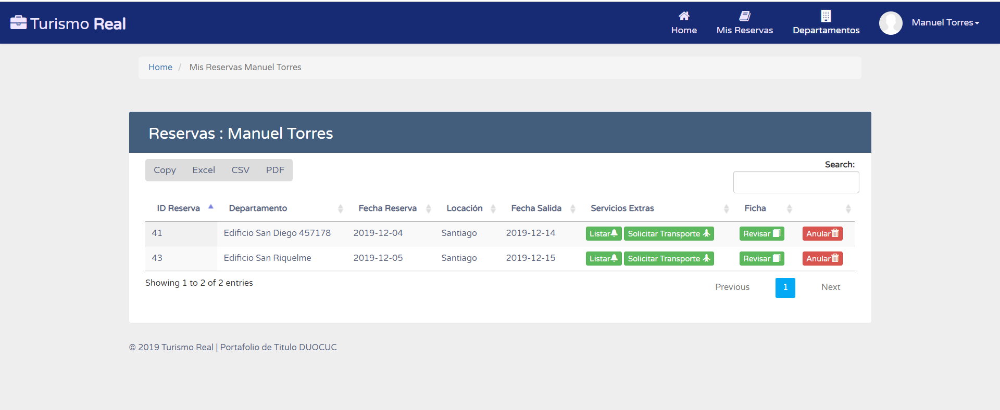 Turismo Real
Home
Mis Reservas
Departamentos
Manuel Torres
Home / Mis Reservas Manuel Torres
Reservas : Manuel Torres
Copy Excel CSV PDF
Search:
ID Reserva Departamento Fecha Reserva Locación Fecha Salida Servicios Extras Ficha
41 Edificio San Diego 457178 2019-12-04 Santiago 2019-12-14 Listar Solicitar Transporte Revisar Anular
43 Edificio San Riquelme 2019-12-05 Santiago 2019-12-15 Listar Solicitar Transporte Revisar Anular
Showing 1 to 2 of 2 entries
Previous 1 Next
© 2019 Turismo Real | Portafolio de Titulo DUOCUC